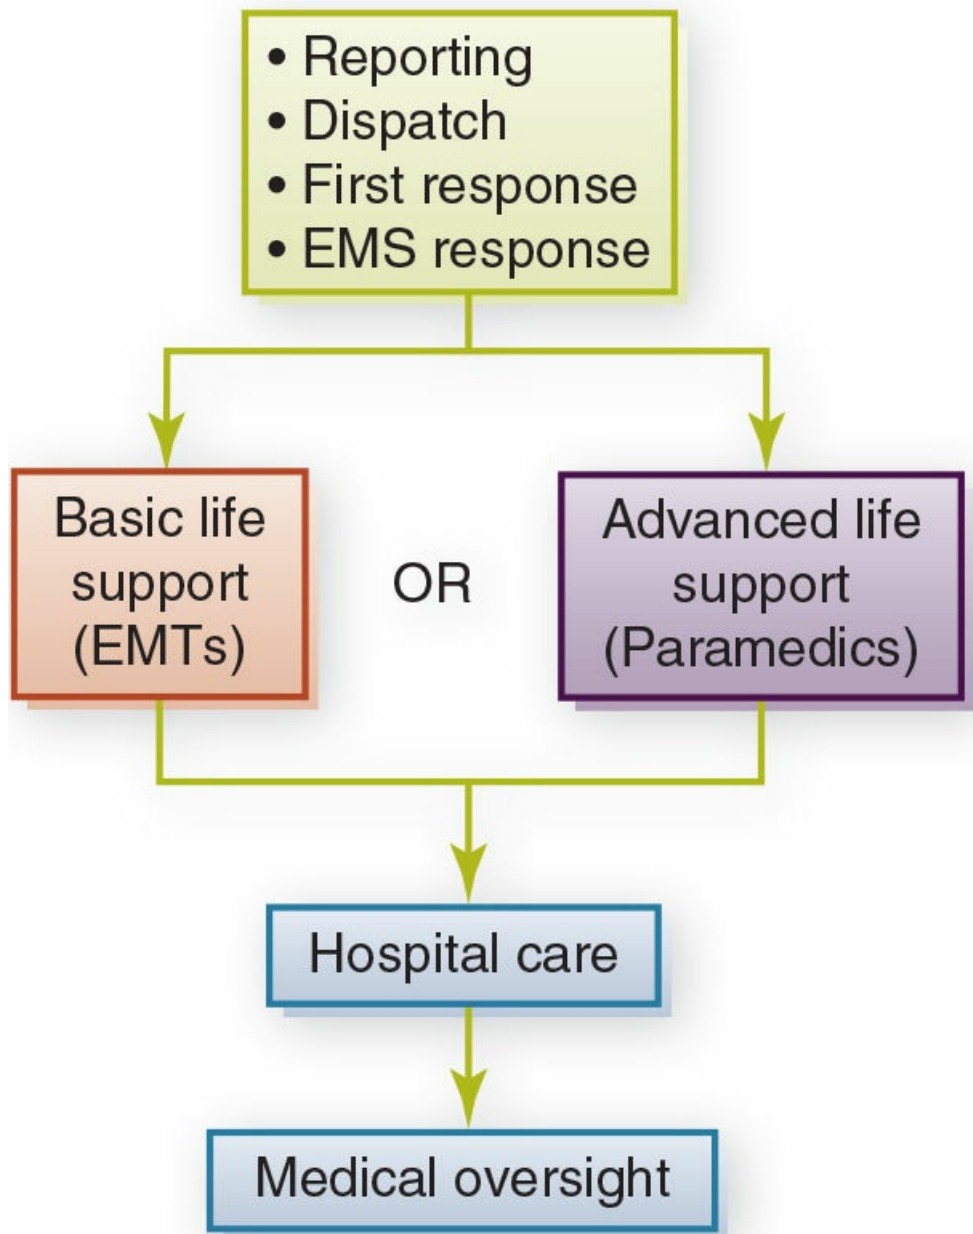 • Reporting
• Dispatch
• First response
• EMS response
Basic life
support
(EMTs)
OR
Advanced life
support
(Paramedics)
Hospital care
Medical oversight